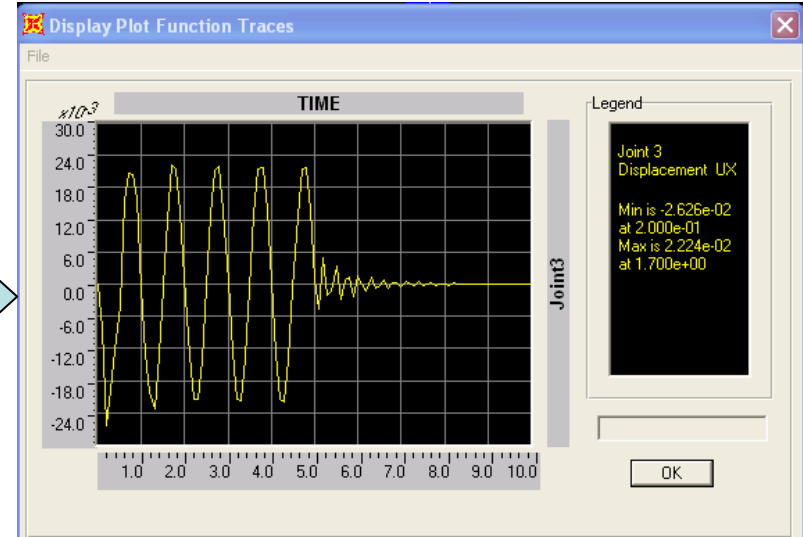 Display Plot Function Traces
File
x10-3
TIME
30.0
24.0
18.0
12.0
6.0
0.0
-6.0
-12.0
-18.0
-24.0
1.0 2.0 3.0 4.0 5.0 6.0 7.0 8.0 9.0 10.0
Joint3
Legend
Joint 3
Displacement UX
Min is -2.626e-02
at 2.000e-01
Max is 2.224e-02
at 1.700e+00
OK